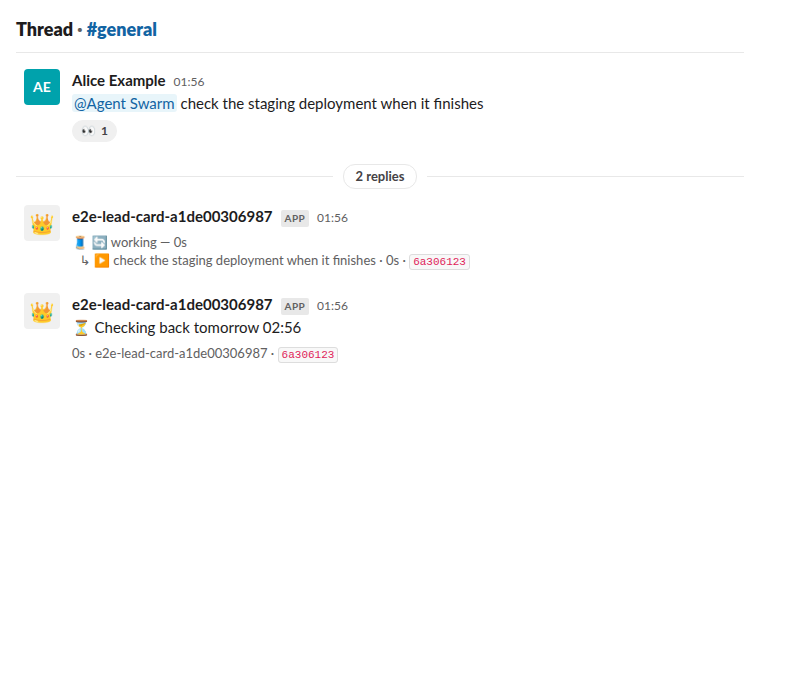 Thread • #general
AE
Alice Example 01:56
@Agent Swarm check the staging deployment when it finishes
👀 1
2 replies
e2e-lead-card-a1de00306987 APP 01:56
🧵 🔄 working — 0s
↳ ▶️ check the staging deployment when it finishes · 0s · 6a306123
e2e-lead-card-a1de00306987 APP 01:56
⏳ Checking back tomorrow 02:56
0s · e2e-lead-card-a1de00306987 · 6a306123